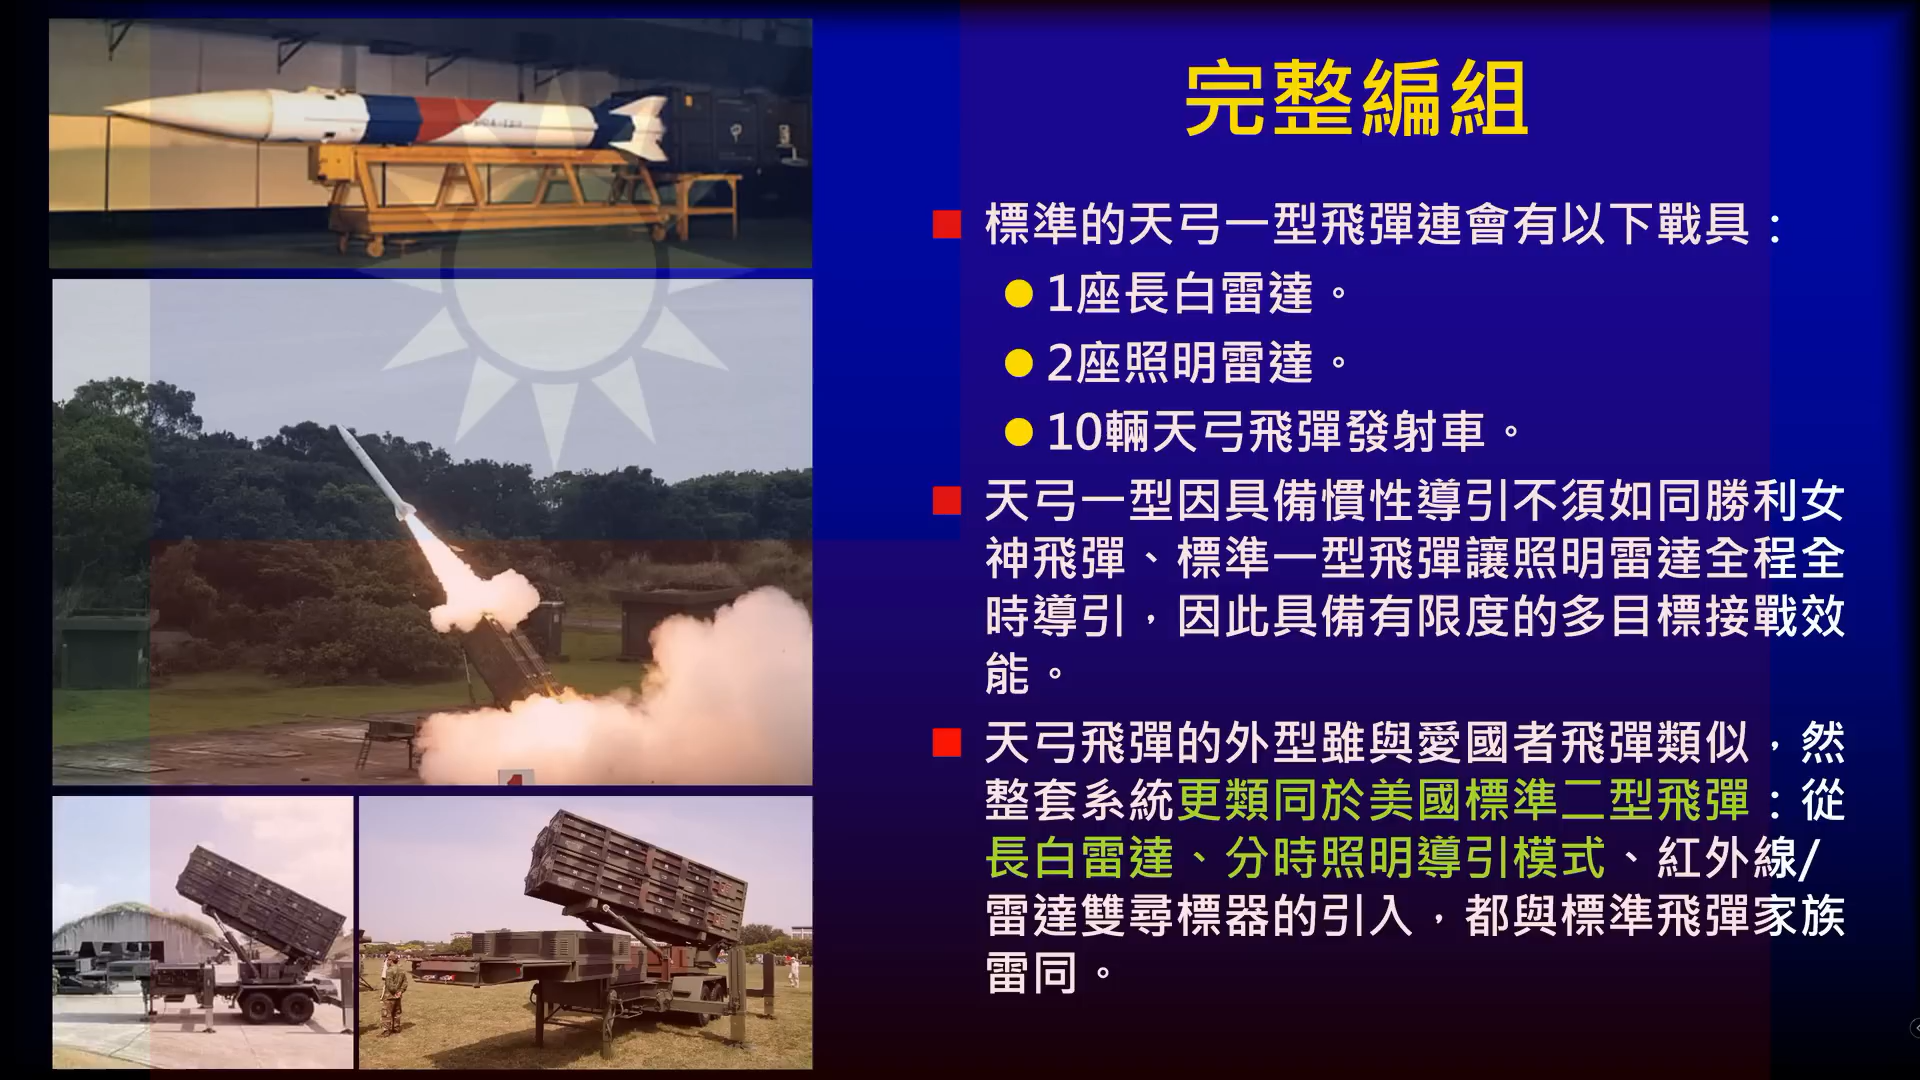 完整編組
標準的天弓一型飛彈連會有以下戰具：
1座長白雷達。
2座照明雷達。
10輛天弓飛彈發射車。
天弓一型因具備慣性導引不須如同勝利女
神飛彈、標準一型飛彈讓照明雷達全程全
時導引，因此具備有限度的多目標接戰效
能。
天弓飛彈的外型雖與愛國者飛彈類似，然
整套系統更類同於美國標準二型飛彈：從
長白雷達、分時照明導引模式、紅外線/
雷達雙尋標器的引入，都與標準飛彈家族
雷同。